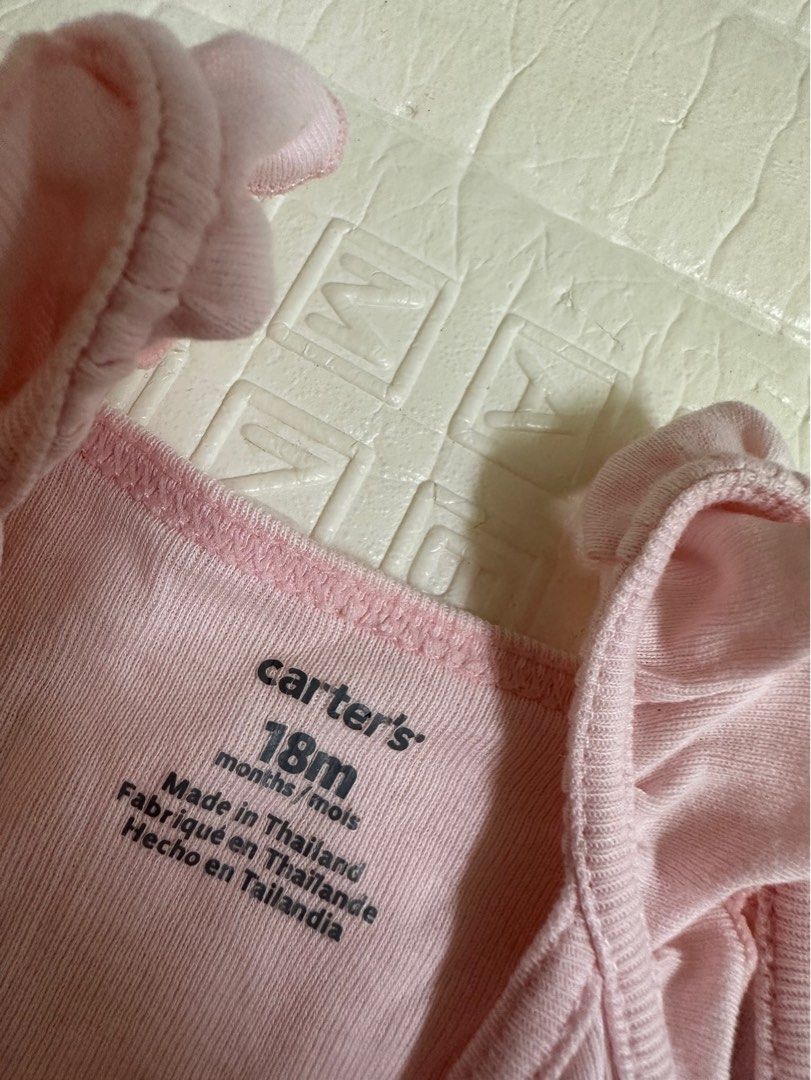 carter's
18m
months/mois
Made in Thailand
Fabriqué en Thaïlande
Hecho en Tailandia